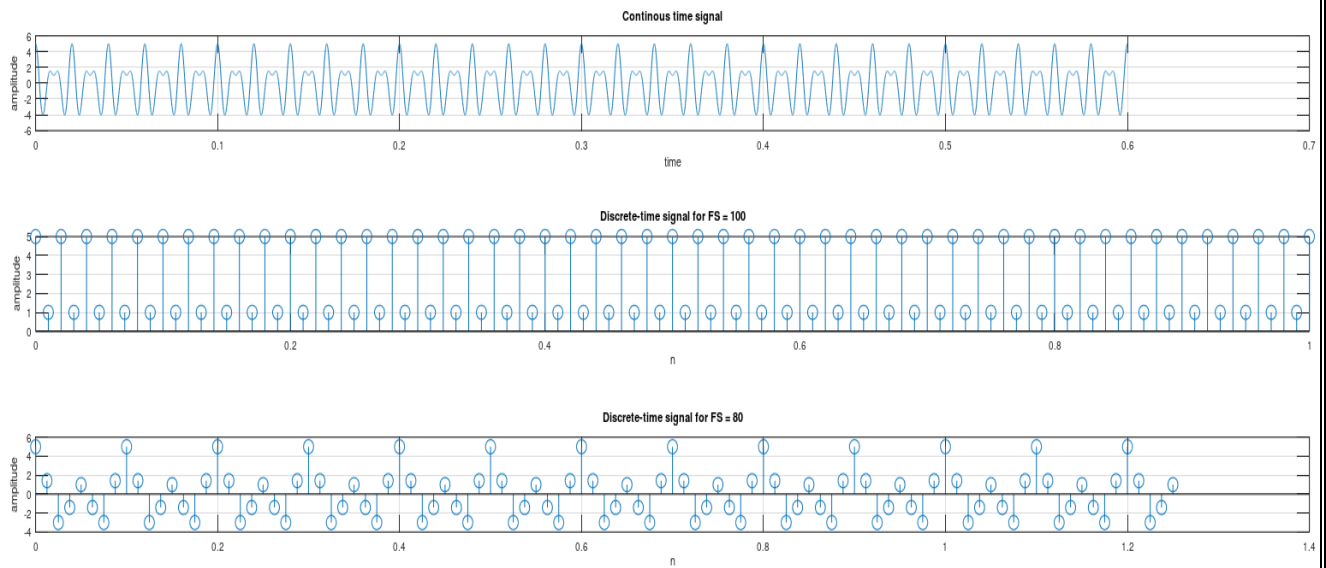 Continous time signal
6
4
2
0
-2
-4
-6
amplitude
0 0.1 0.2 0.3 0.4 0.5 0.6 0.7
time
Discrete-time signal for FS = 100
5
4
3
2
1
0
amplitude
0 0.2 0.4 0.6 0.8 1
n
Discrete-time signal for FS = 80
6
4
2
0
-2
-4
amplitude
0 0.2 0.4 0.6 0.8 1 1.2 1.4
n